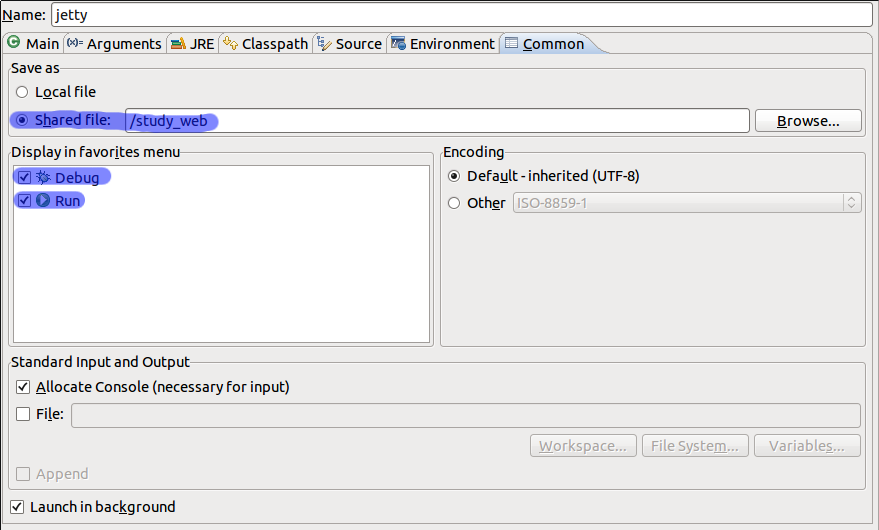 Name: jetty
Main (x)= Arguments JRE Classpath Source Environment Common
Save as
Local file
Shared file: /study_web Browse...
Display in favorites menu
Debug
Run
Encoding
Default - inherited (UTF-8)
Other ISO-8859-1
Standard Input and Output
Allocate Console (necessary for input)
File:
Workspace... File System... Variables...
Append
Launch in background